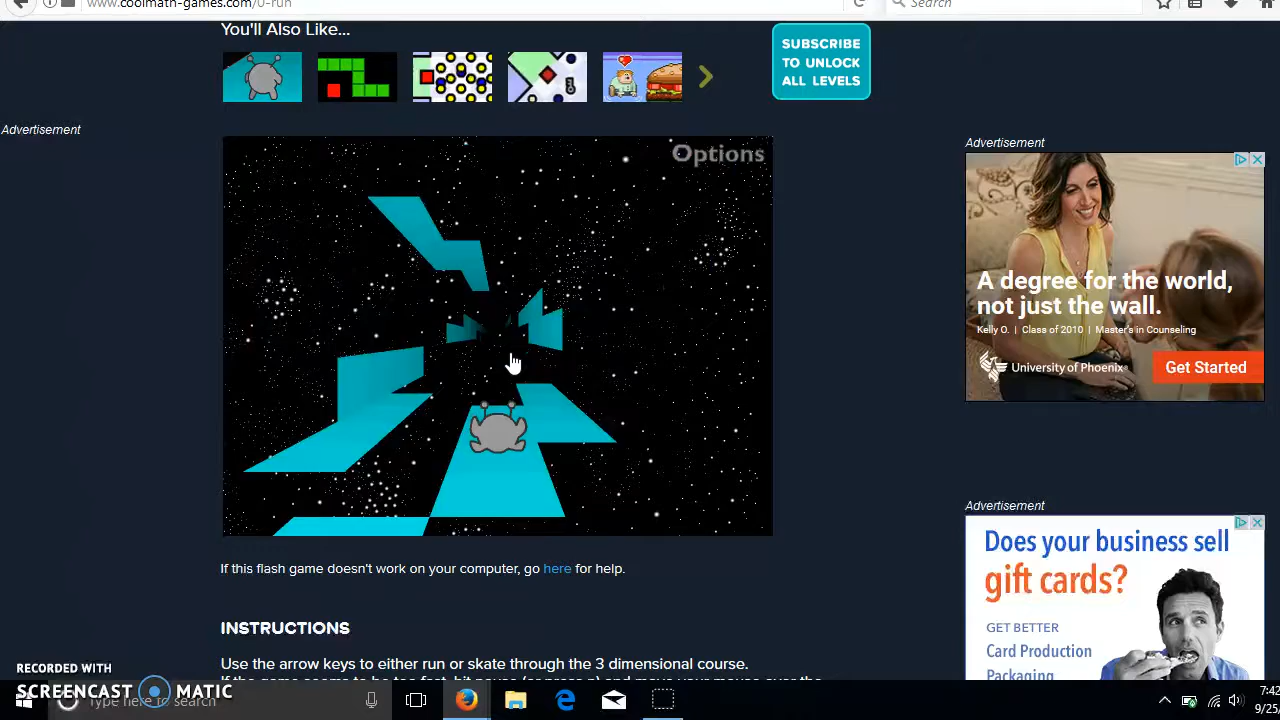 www.coolmath-games.com/0-run
Search
You'll Also Like...
SUBSCRIBE
TO UNLOCK
ALL LEVELS
Advertisement
Options
Advertisement
A degree for the world,
not just the wall.
Kelly O. | Class of 2010 | Master's in Counseling
University of Phoenix
Get Started
Advertisement
Does your business sell
gift cards?
GET BETTER
Card Production
Packaging
If this flash game doesn't work on your computer, go here for help.
INSTRUCTIONS
Use the arrow keys to either run or skate through the 3 dimensional course.
RECORDED WITH
SCREENCAST MATIC
Type here to search
7:42
9/25/